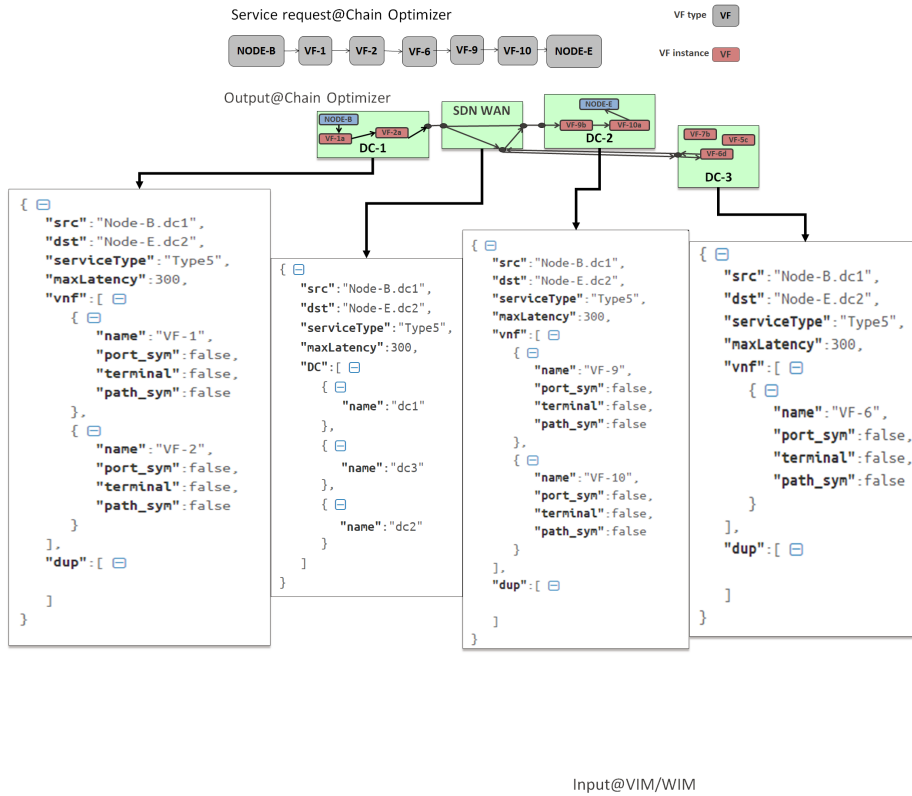 Service request@Chain Optimizer
VF type
VF
NODE-B
VF-1
VF-2
VF-6
VF-9
VF-10
NODE-E
VF instance
VF
Output@Chain Optimizer
NODE-B
VF-1a
VF-2a
DC-1
SDN WAN
NODE-E
VF-9b
VF-10a
DC-2
VF-7b
VF-5c
VF-6d
DC-3
{
"src":"Node-B.dc1",
"dst":"Node-E.dc2",
"serviceType":"Type5",
"maxLatency":300,
"vnf":[
{
"name":"VF-1",
"port_sym":false,
"terminal":false,
"path_sym":false
},
{
"name":"VF-2",
"port_sym":false,
"terminal":false,
"path_sym":false
}
],
"dup":[
]
}
{
"src":"Node-B.dc1",
"dst":"Node-E.dc2",
"serviceType":"Type5",
"maxLatency":300,
"DC":[
{
"name":"dc1"
},
{
"name":"dc3"
},
{
"name":"dc2"
}
]
}
{
"src":"Node-B.dc1",
"dst":"Node-E.dc2",
"serviceType":"Type5",
"maxLatency":300,
"vnf":[
{
"name":"VF-9",
"port_sym":false,
"terminal":false,
"path_sym":false
},
{
"name":"VF-10",
"port_sym":false,
"terminal":false,
"path_sym":false
}
],
"dup":[
]
}
{
"src":"Node-B.dc1",
"dst":"Node-E.dc2",
"serviceType":"Type5",
"maxLatency":300,
"vnf":[
{
"name":"VF-6",
"port_sym":false,
"terminal":false,
"path_sym":false
}
],
"dup":[
]
}
Input@VIM/WIM